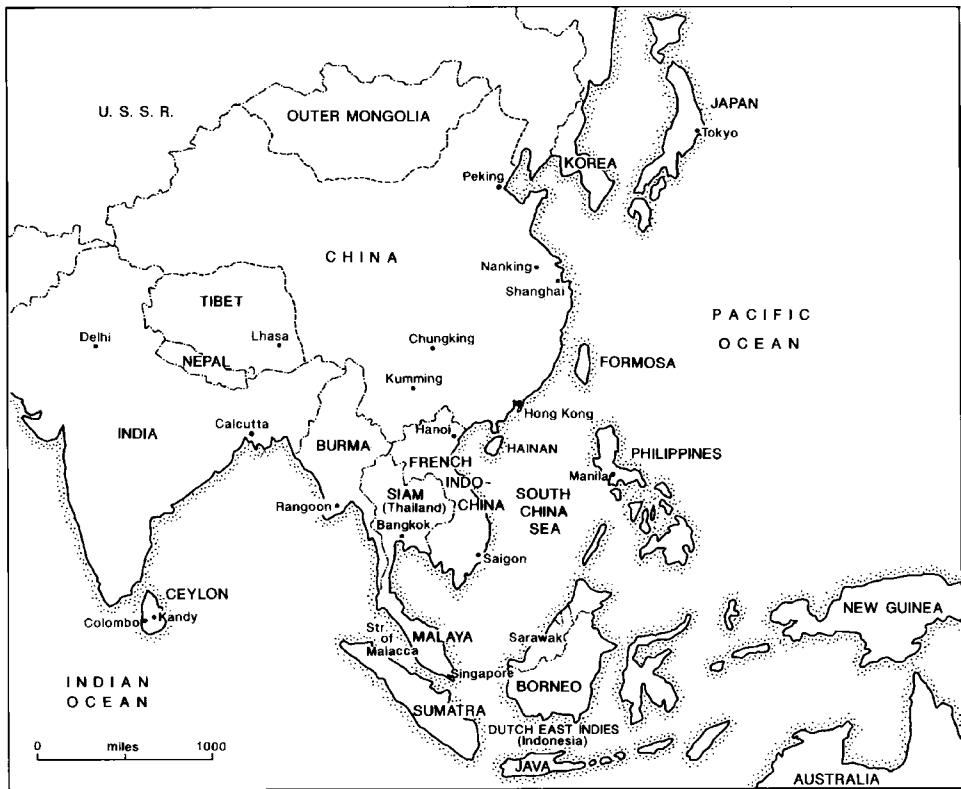 U. S. S. R.
OUTER MONGOLIA
JAPAN
Tokyo
KOREA
Peking
CHINA
Nanking
Shanghai
TIBET
PACIFIC
OCEAN
Delhi
Lhasa
Chungking
NEPAL
FORMOSA
Kumming
Hong Kong
Calcutta
INDIA
BURMA
Hanoi
HAINAN
PHILIPPINES
FRENCH
INDO-
CHINA
Manila
SIAM
(Thailand)
SOUTH
CHINA
SEA
Rangoon
Bangkok
Saigon
CEYLON
Colombo
Kandy
NEW GUINEA
Str
of
Malacca
MALAYA
Sarawak
Singapore
INDIAN
OCEAN
BORNEO
SUMATRA
DUTCH EAST INDIES
(Indonesia)
0 miles 1000
JAVA
AUSTRALIA